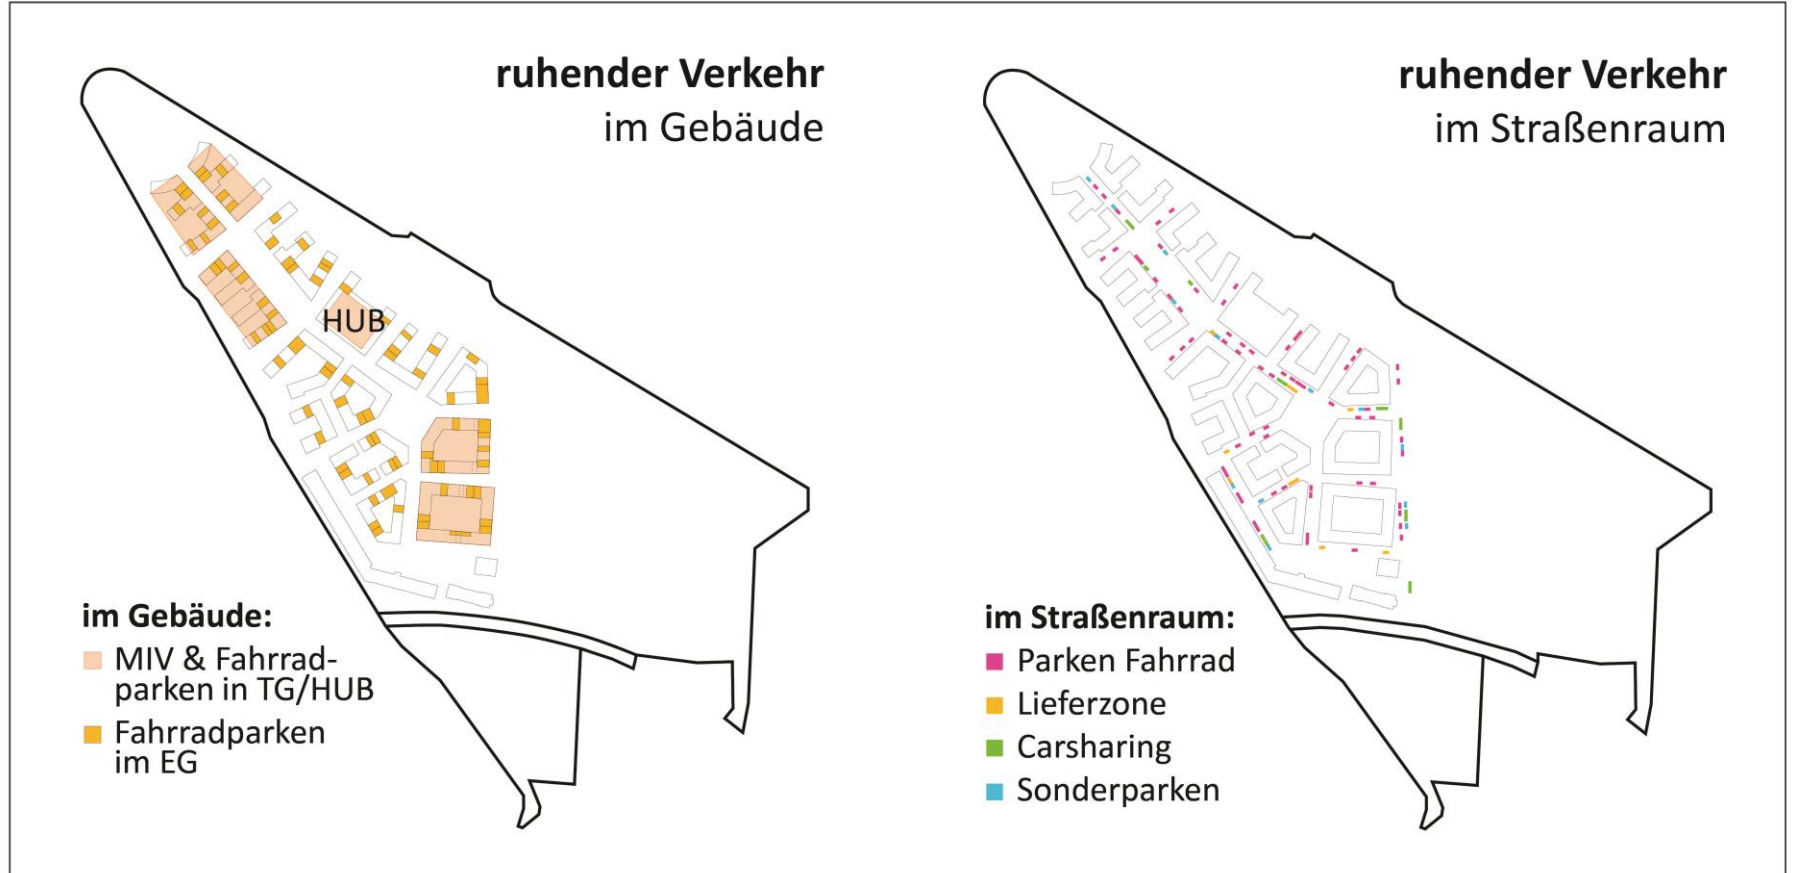 ruhender Verkehr
im Gebäude
HUB
im Gebäude:
MIV & Fahrrad-
parken in TG/HUB
Fahrradparken
im EG
ruhender Verkehr
im Straßenraum
im Straßenraum:
Parken Fahrrad
Lieferzone
Carsharing
Sonderparken